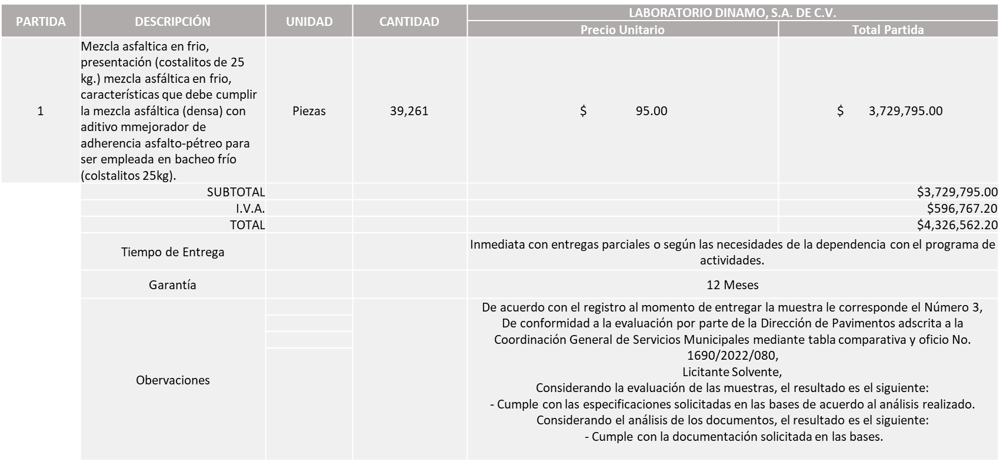 PARTIDA DESCRIPCIÓN UNIDAD CANTIDAD LABORATORIO DINAMO, S.A. DE C.V.
Precio Unitario Total Partida
1
Mezcla asfaltica en frio,
presentación (costalitos de 25
kg.) mezcla asfáltica en frio,
características que debe cumplir
la mezcla asfáltica (densa) con
aditivo mmejorador de
adherencia asfalto-pétreo para
ser empleada en bacheo frío
(colstalitos 25kg).
Piezas 39,261 $ 95.00 $ 3,729,795.00
SUBTOTAL $3,729,795.00
I.V.A. $596,767.20
TOTAL $4,326,562.20
Tiempo de Entrega
Inmediata con entregas parciales o según las necesidades de la dependencia con el programa de
actividades.
Garantía 12 Meses
Obervaciones
De acuerdo con el registro al momento de entregar la muestra le corresponde el Número 3,
De conformidad a la evaluación por parte de la Dirección de Pavimentos adscrita a la
Coordinación General de Servicios Municipales mediante tabla comparativa y oficio No.
1690/2022/080,
Licitante Solvente,
Considerando la evaluación de las muestras, el resultado es el siguiente:
- Cumple con las especificaciones solicitadas en las bases de acuerdo al análisis realizado.
Considerando el análisis de los documentos, el resultado es el siguiente:
- Cumple con la documentación solicitada en las bases.